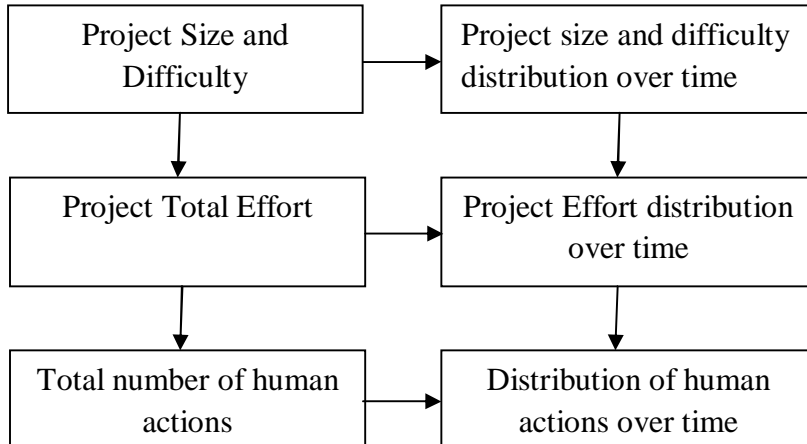 Project Size and
Difficulty
Project size and difficulty
distribution over time
Project Total Effort
Project Effort distribution
over time
Total number of human
actions
Distribution of human
actions over time